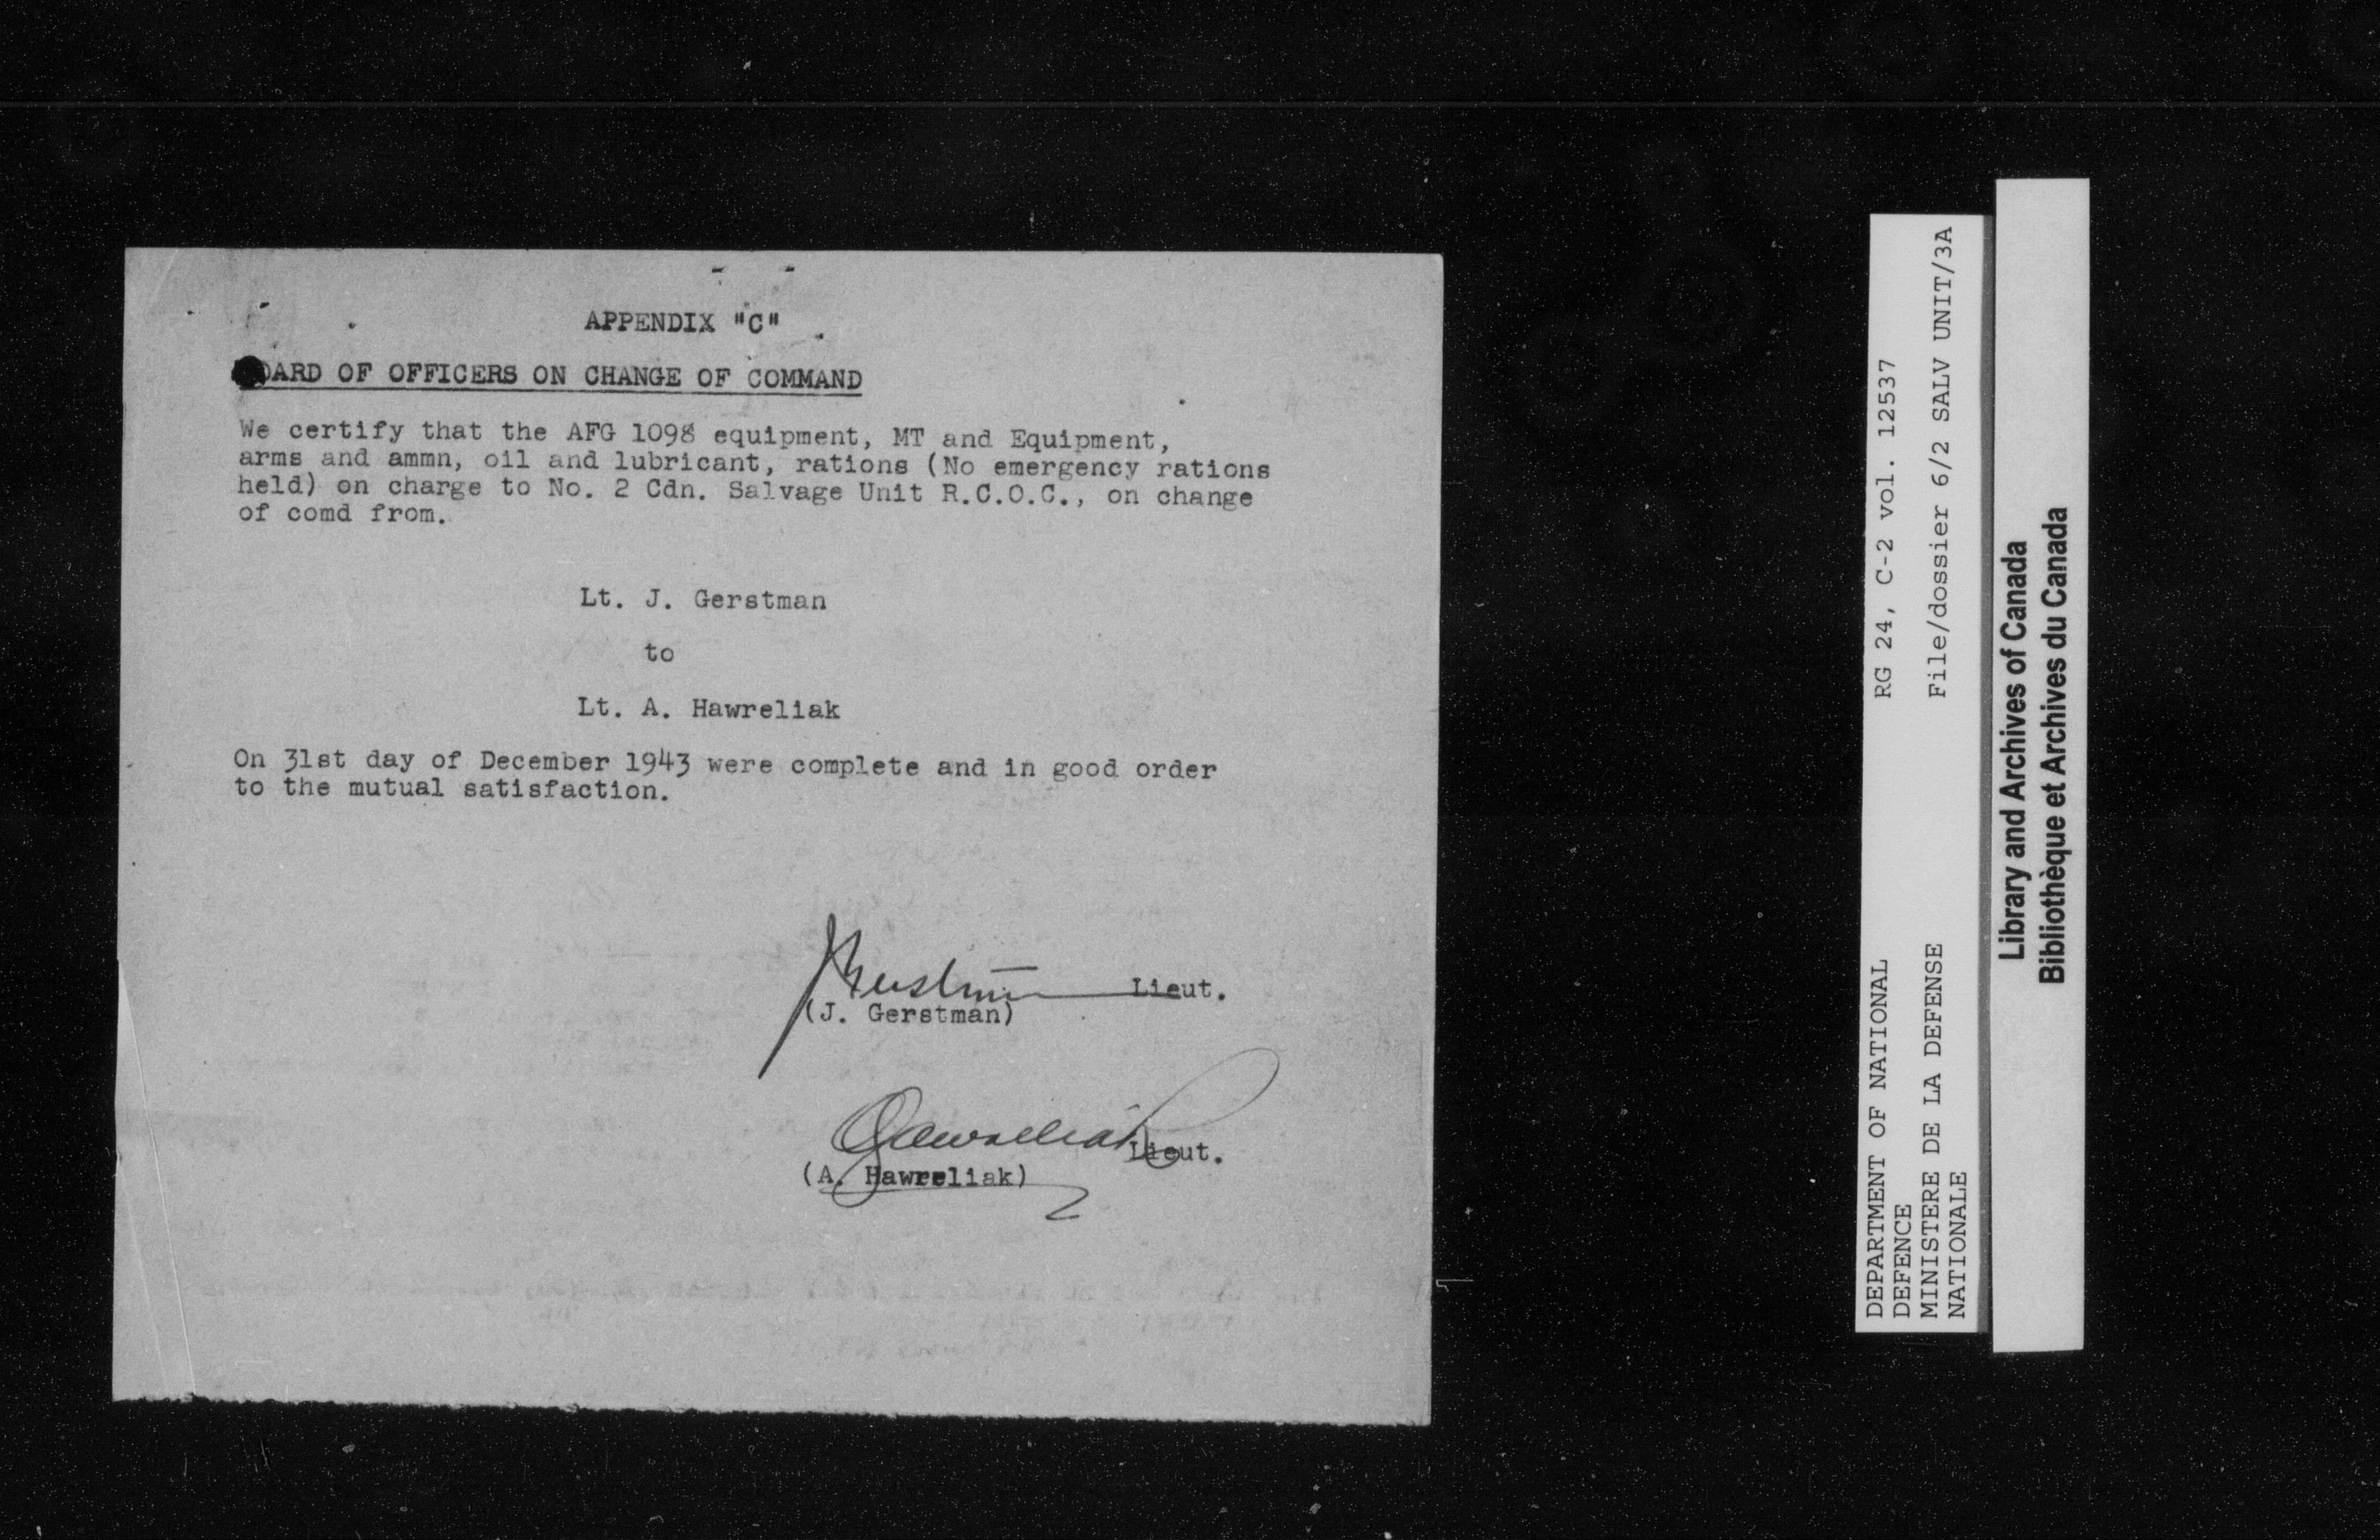 APPENDIX "C"
BOARD OF OFFICERS ON CHANGE OF COMMAND
We certify that the AFG 1098 equipment, MT and Equipment,
arms and ammn, oil and lubricant, rations (No emergency rations
held) on charge to No. 2 Cdn. Salvage Unit R.C.O.C., on change
of comd from.
Lt. J. Gerstman
to
Lt. A. Hawreliak
On 31st day of December 1943 were complete and in good order
to the mutual satisfaction.
JGerstman Lieut.
(J. Gerstman)
AHawreliak Lieut.
(A. Hawreliak)
RG 24, C-2 vol. 12537
File/dossier 6/2 SALV UNIT/3A
DEPARTMENT OF NATIONAL
DEFENCE
MINISTERE DE LA DEFENSE
NATIONALE
Library and Archives of Canada
Bibliothèque et Archives du Canada